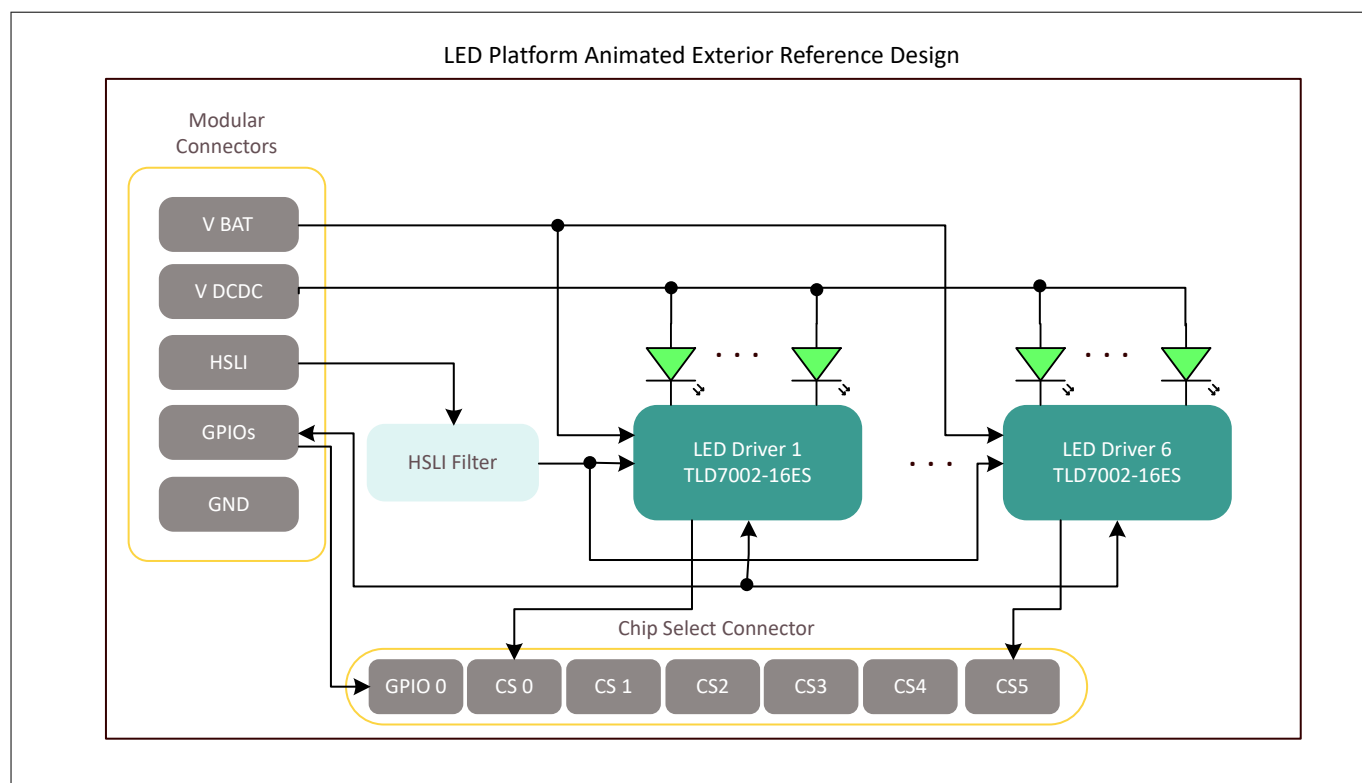 LED Platform Animated Exterior Reference Design
Modular
Connectors
V BAT
V DCDC
HSLI
GPIOs
GND
HSLI Filter
LED Driver 1
TLD7002-16ES
. . .
. . .
. . .
LED Driver 6
TLD7002-16ES
Chip Select Connector
GPIO 0
CS 0
CS 1
CS2
CS3
CS4
CS5